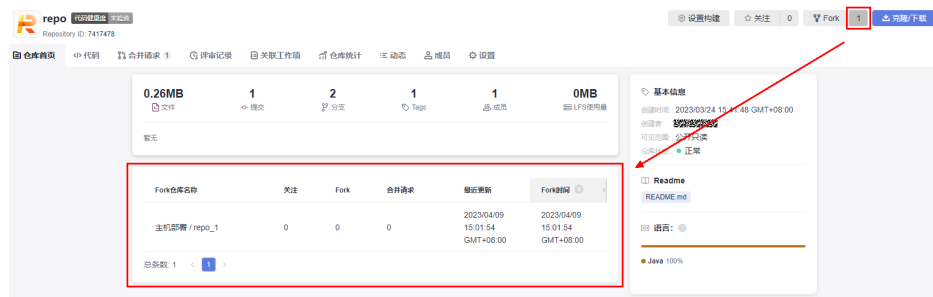 repo 代码健康度 未检查
Repository ID: 7417478
设置构建 关注 0 Fork 1 克隆/下载
仓库首页 代码 合并请求 1 评审记录 关联工作项 仓库统计 动态 成员 设置
0.26MB 1 2 1 1 0MB
文件 提交 分支 Tags 成员 LFS使用量
暂无
Fork仓库名称 关注 Fork 合并请求 最近更新 Fork时间
主机部署 / repo_1 0 0 0 2023/04/09 15:01:54 GMT+08:00 2023/04/09 15:01:54 GMT+08:00
总条数: 1 1
基本信息
创建时间: 2023/03/24 15:41:48 GMT+08:00
创建者:
可见范围: 公开只读
仓库状态: 正常
Readme
README.md
语言:
Java 100%